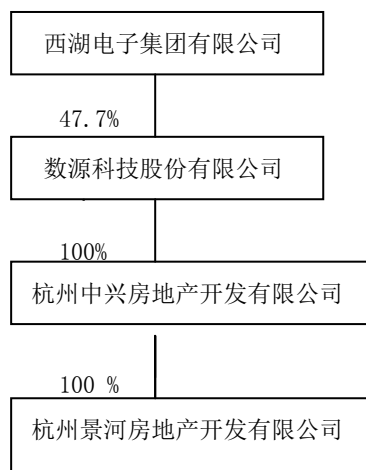 西湖电子集团有限公司
47.7%
数源科技股份有限公司
100%
杭州中兴房地产开发有限公司
100 %
杭州景河房地产开发有限公司